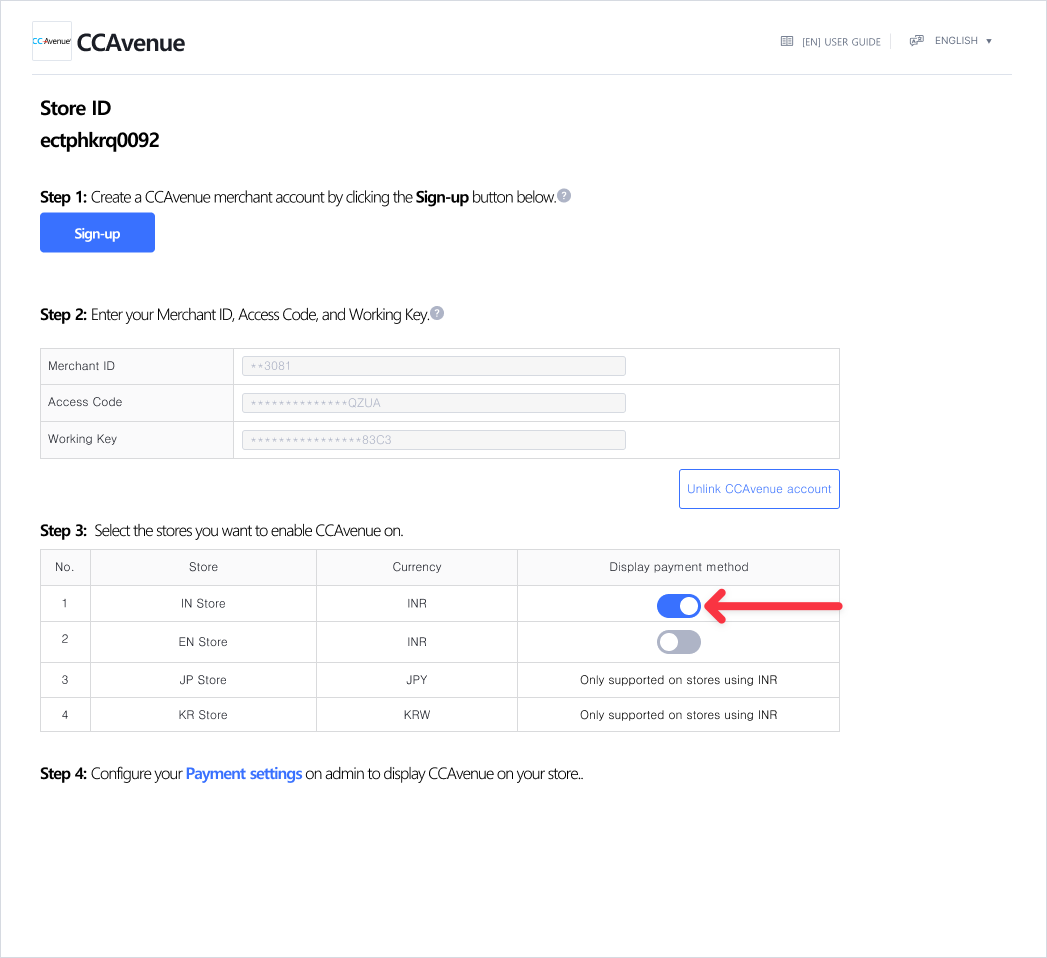 CCAvenue CCAvenue
[EN] USER GUIDE ENGLISH ▼
Store ID
ectphkrq0092
Step 1: Create a CCAvenue merchant account by clicking the Sign-up button below. ?
Sign-up
Step 2: Enter your Merchant ID, Access Code, and Working Key. ?
Merchant ID **3081
Access Code **************QZUA
Working Key ****************83C3
Unlink CCAvenue account
Step 3: Select the stores you want to enable CCAvenue on.
No. Store Currency Display payment method
1 IN Store INR
2 EN Store INR
3 JP Store JPY Only supported on stores using INR
4 KR Store KRW Only supported on stores using INR
Step 4: Configure your Payment settings on admin to display CCAvenue on your store..